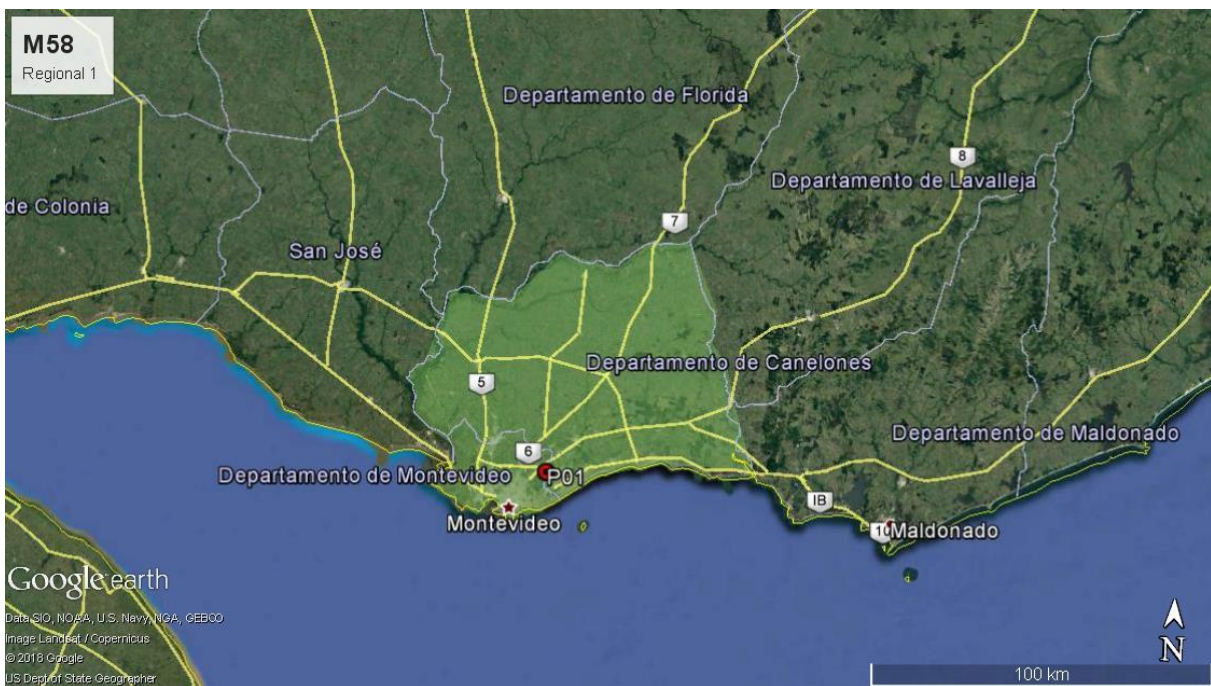 M58
Regional 1
Departamento de Florida
8
Departamento de Lavalleja
de Colonia
7
San José
Departamento de Canelones
5
Departamento de Maldonado
6
Departamento de Montevideo
P01
IB
Montevideo
10
Maldonado
Google earth
Data SIO, NOAA, U.S. Navy, NGA, GEBCO
Image Landsat / Copernicus
© 2018 Google
US Dept of State Geographer
N
100 km